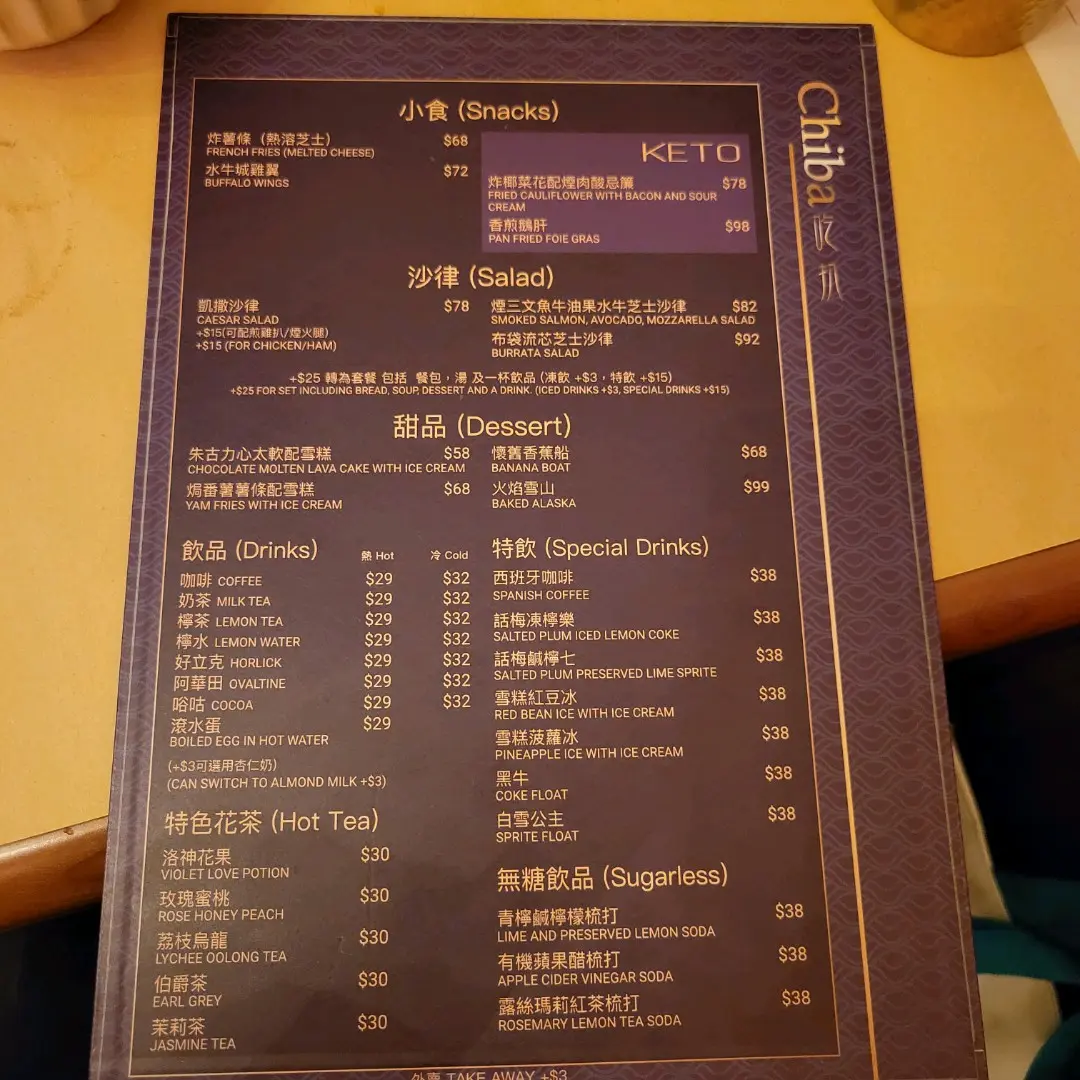 小食 (Snacks)
炸薯條（熱溶芝士） $68
FRENCH FRIES (MELTED CHEESE)
水牛城雞翼 $72
BUFFALO WINGS
KETO
炸椰菜花配煙肉酸忌簾 $78
FRIED CAULIFLOWER WITH BACON AND SOUR
CREAM
香煎鵝肝 $98
PAN FRIED FOIE GRAS
沙律 (Salad)
凱撒沙律 $78
CAESAR SALAD
+$15(可配煎雞扒/煙火腿)
+$15 (FOR CHICKEN/HAM)
煙三文魚牛油果水牛芝士沙律 $82
SMOKED SALMON, AVOCADO, MOZZARELLA SALAD
布袋流芯芝士沙律 $92
BURRATA SALAD
+$25 轉為套餐 包括 餐包，湯 及一杯飲品 (凍飲 +$3，特飲 +$15)
+$25 FOR SET INCLUDING BREAD, SOUP, DESSERT AND A DRINK. (ICED DRINKS +$3, SPECIAL DRINKS +$15)
甜品 (Dessert)
朱古力心太軟配雪糕 $58
CHOCOLATE MOLTEN LAVA CAKE WITH ICE CREAM
焗番薯薯條配雪糕 $68
YAM FRIES WITH ICE CREAM
懷舊香蕉船 $68
BANANA BOAT
火焰雪山 $99
BAKED ALASKA
飲品 (Drinks) 熱 Hot 冷 Cold
咖啡 COFFEE $29 $32
奶茶 MILK TEA $29 $32
檸茶 LEMON TEA $29 $32
檸水 LEMON WATER $29 $32
好立克 HORLICK $29 $32
阿華田 OVALTINE $29 $32
唂咕 COCOA $29 $32
滾水蛋 $29
BOILED EGG IN HOT WATER
(+$3可選用杏仁奶)
(CAN SWITCH TO ALMOND MILK +$3)
特色花茶 (Hot Tea)
洛神花果 $30
VIOLET LOVE POTION
玫瑰蜜桃 $30
ROSE HONEY PEACH
荔枝烏龍 $30
LYCHEE OOLONG TEA
伯爵茶 $30
EARL GREY
茉莉茶 $30
JASMINE TEA
特飲 (Special Drinks)
西班牙咖啡 $38
SPANISH COFFEE
話梅凍檸樂 $38
SALTED PLUM ICED LEMON COKE
話梅鹹檸七 $38
SALTED PLUM PRESERVED LIME SPRITE
雪糕紅豆冰 $38
RED BEAN ICE WITH ICE CREAM
雪糕菠蘿冰 $38
PINEAPPLE ICE WITH ICE CREAM
黑牛 $38
COKE FLOAT
白雪公主 $38
SPRITE FLOAT
無糖飲品 (Sugarless)
青檸鹹檸檬梳打 $38
LIME AND PRESERVED LEMON SODA
有機蘋果醋梳打 $38
APPLE CIDER VINEGAR SODA
露絲瑪莉紅茶梳打 $38
ROSEMARY LEMON TEA SODA
外賣 TAKE AWAY +$3
Chiba 吃扒